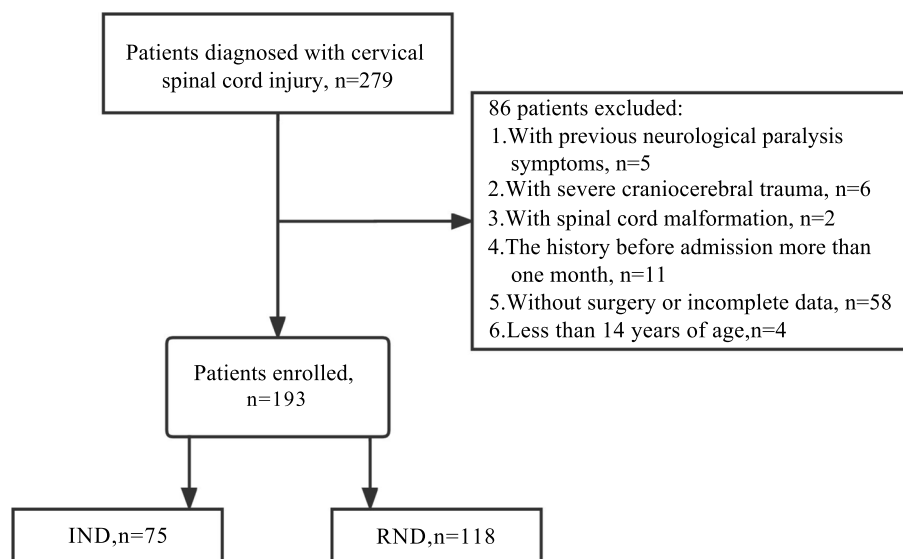 Patients diagnosed with cervical
spinal cord injury, n=279
86 patients excluded:
1.With previous neurological paralysis
symptoms, n=5
2.With severe craniocerebral trauma, n=6
3.With spinal cord malformation, n=2
4.The history before admission more than
one month, n=11
5.Without surgery or incomplete data, n=58
6.Less than 14 years of age,n=4
Patients enrolled,
n=193
IND,n=75
RND,n=118